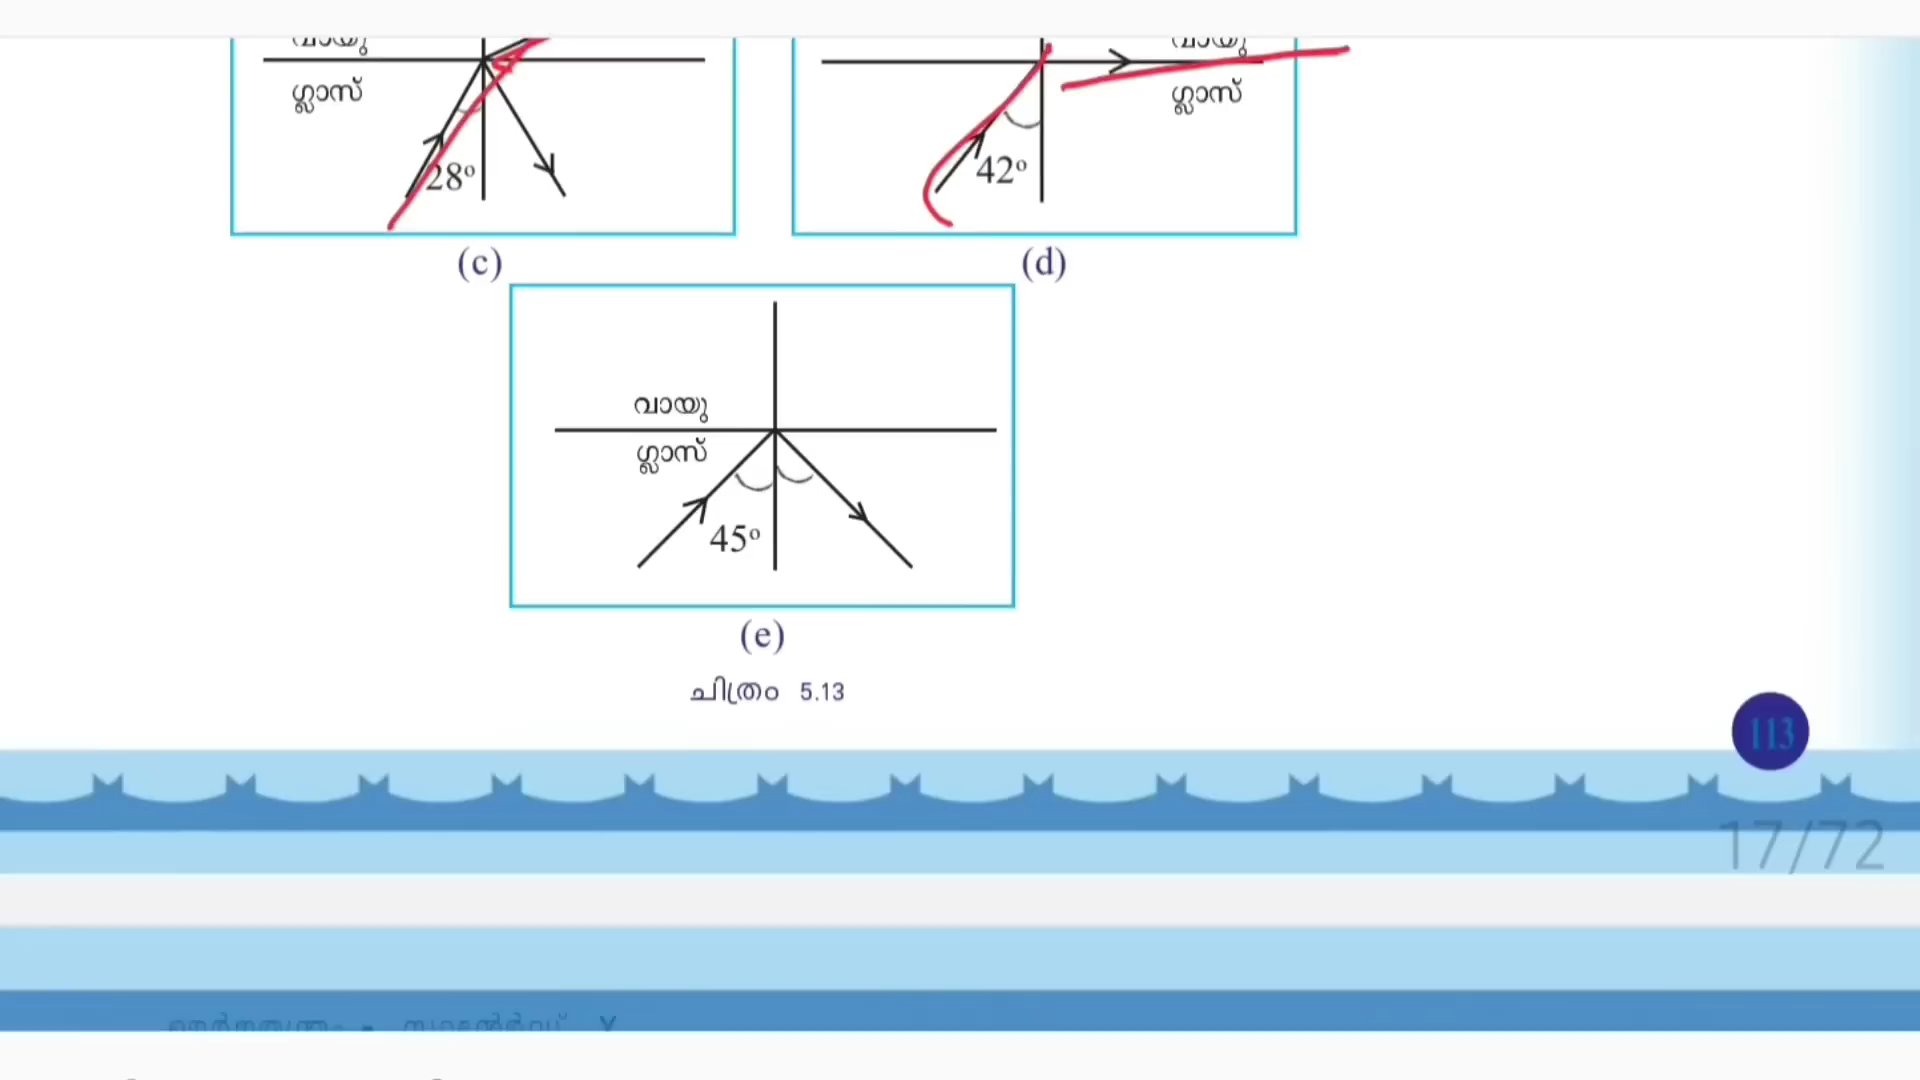 വായു
വായു
ഗ്ലാസ്
ഗ്ലാസ്
28°
42°
(c)
(d)
വായു
ഗ്ലാസ്
45°
(e)
ചിത്രം 5.13
113
17/72